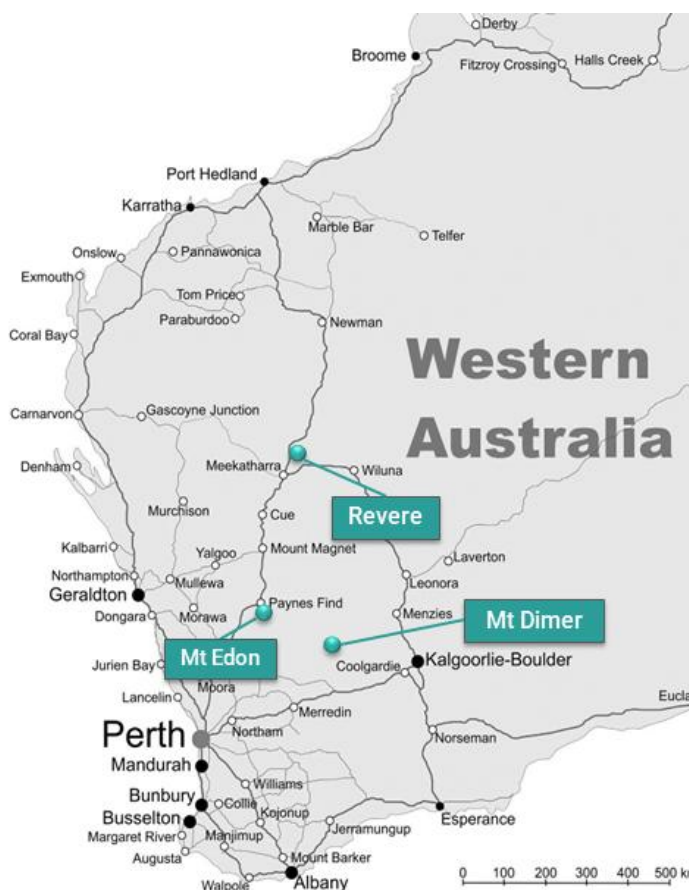 Derby
Broome
Fitzroy Crossing
Halls Creek
Port Hedland
Karratha
Marble Bar
Telfer
Onslow
Pannawonica
Exmouth
Tom Price
Paraburdoo
Newman
Coral Bay
Western
Australia
Carnarvon
Gascoyne Junction
Denham
Meekatharra
Wiluna
Murchison
Revere
Cue
Kalbarri
Yalgoo
Mount Magnet
Laverton
Northampton
Mullewa
Leonora
Geraldton
Morawa
Paynes Find
Menzies
Dongara
Mt Dimer
Mt Edon
Jurien Bay
Coolgardie
Kalgoorlie-Boulder
Moora
Lancelin
Merredin
Eucla
Northam
Perth
Norseman
Mandurah
Williams
Bunbury
Collie
Kojonup
Busselton
Esperance
Margaret River
Manjimup
Jerramungup
Augusta
Mount Barker
Walpole
Albany
0 100 200 300 400 500 k